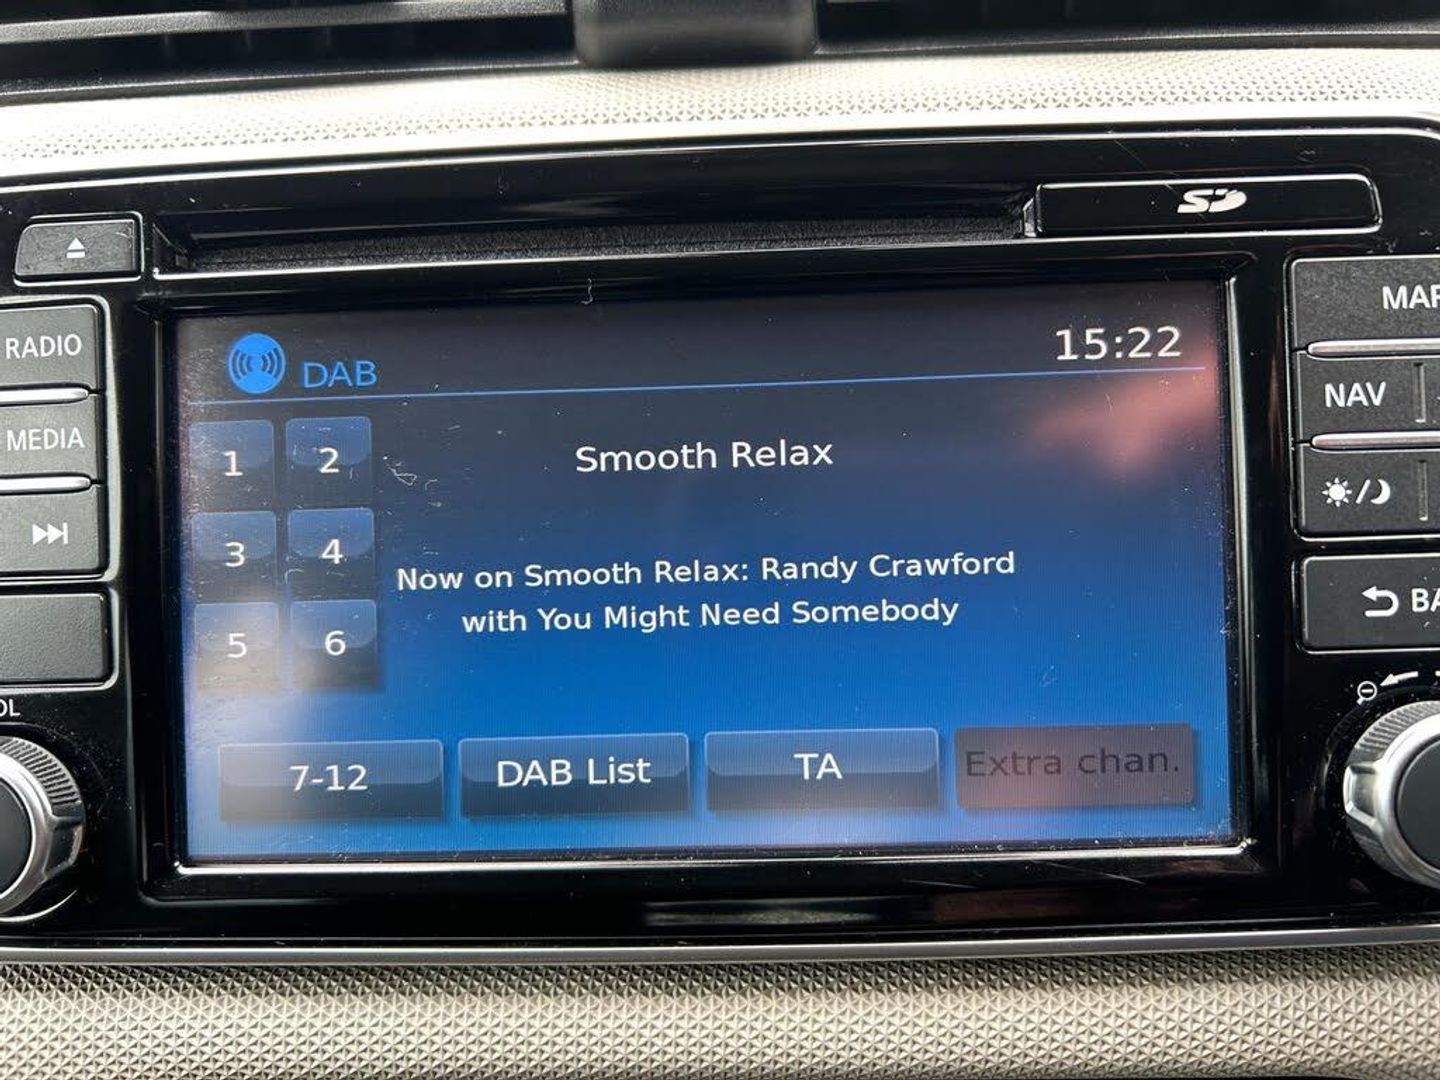 SD
RADIO
MEDIA
DAB
15:22
1 2
Smooth Relax
3 4
Now on Smooth Relax: Randy Crawford
with You Might Need Somebody
5 6
7-12
DAB List
TA
Extra chan.
NAV